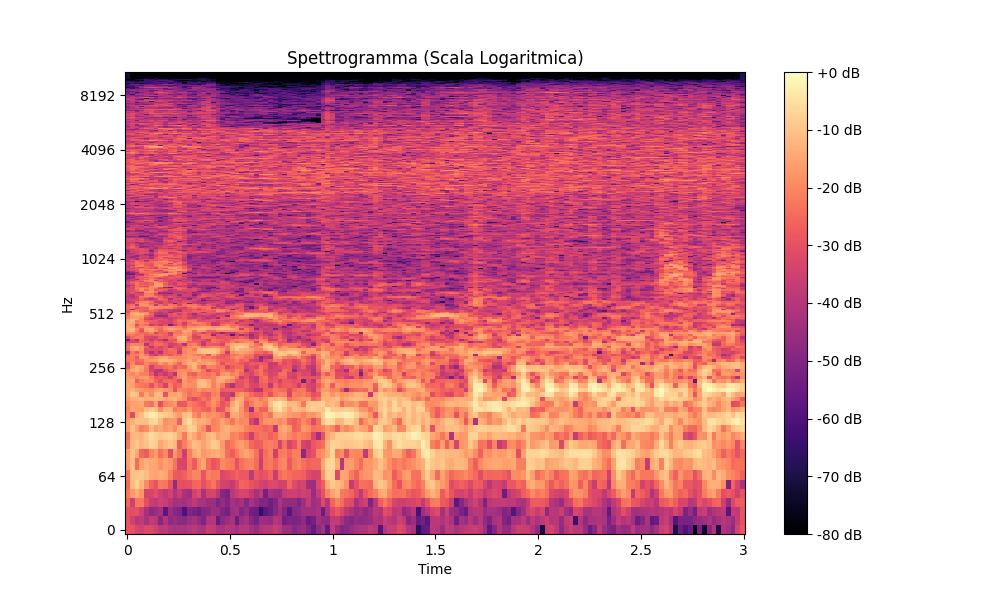 Spettrogramma (Scala Logaritmica)
Hz
8192
4096
2048
1024
512
256
128
64
0
0
0.5
1
1.5
2
2.5
3
Time
+0 dB
-10 dB
-20 dB
-30 dB
-40 dB
-50 dB
-60 dB
-70 dB
-80 dB